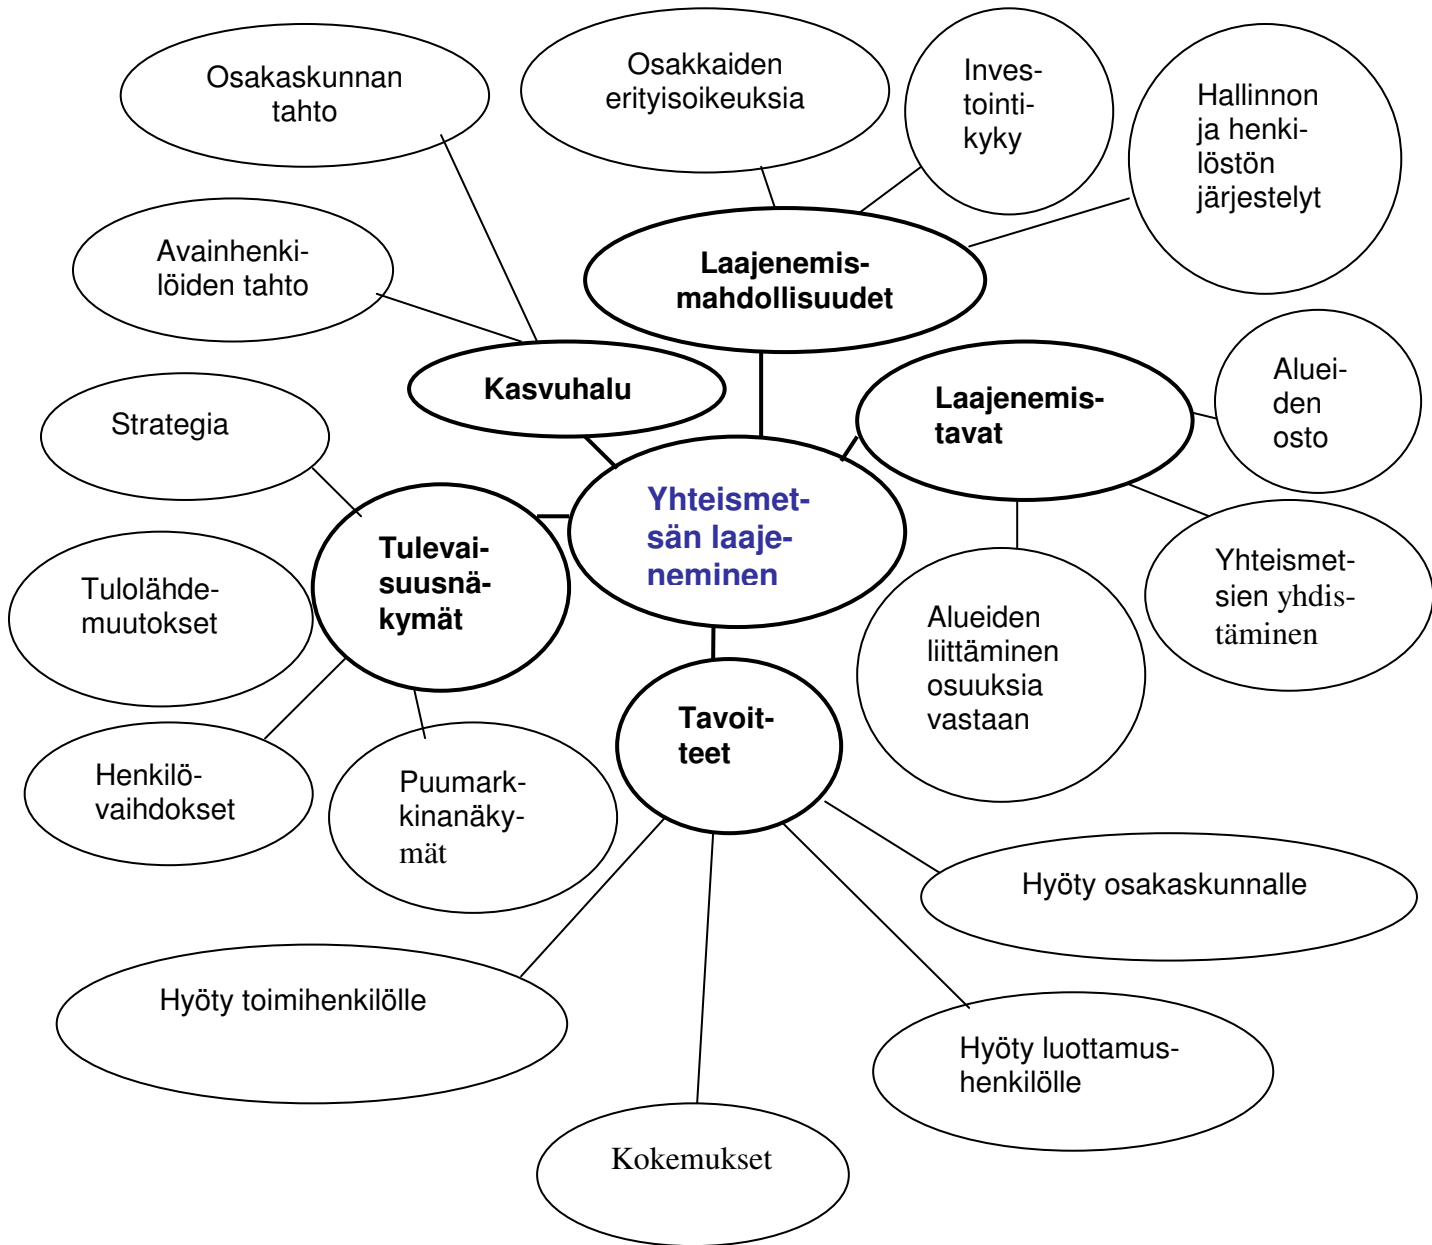 Osakaskunnan
tahto
Osakkaiden
erityisoikeuksia
Inves-
tointi-
kyky
Hallinnon
ja henki-
löstön
järjestelyt
Avainhenki-
löiden tahto
Laajenemis-
mahdollisuudet
Kasvuhalu
Laajenemis-
tavat
Aluei-
den
osto
Strategia
Yhteismet-
sän laaje-
neminen
Tulevai-
suusnä-
kymät
Tulolähde-
muutokset
Yhteismet-
sien yhdis-
täminen
Alueiden
liittäminen
osuuksia
vastaan
Tavoit-
teet
Henkilö-
vaihdokset
Puumark-
kinanäky-
mät
Hyöty osakaskunnalle
Hyöty toimihenkilölle
Hyöty luottamus-
henkilölle
Kokemukset